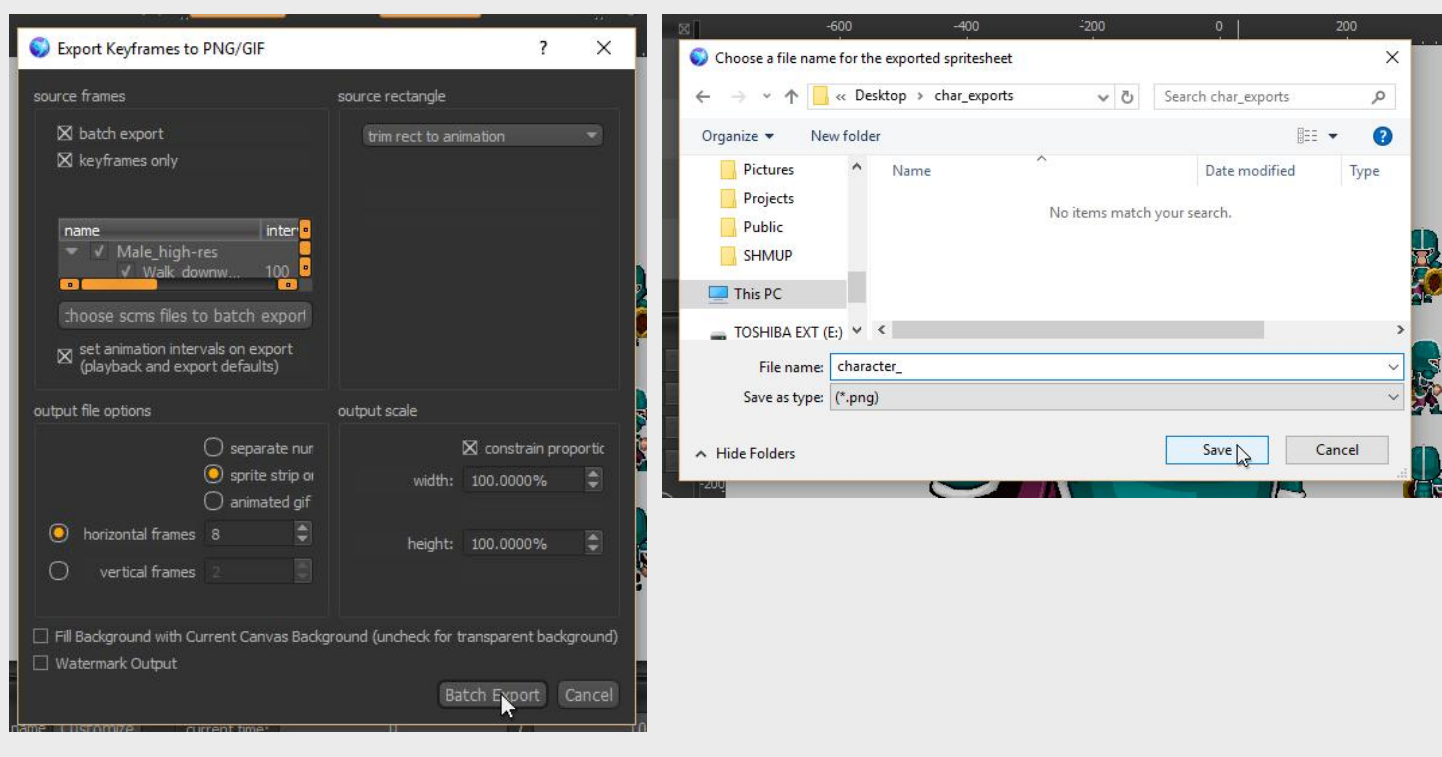 Export Keyframes to PNG/GIF
?
source frames
source rectangle
batch export
keyframes only
trim rect to animation
name
inter
Male_high-res
Walk_downw... 100
choose scms files to batch export
set animation intervals on export
(playback and export defaults)
output file options
output scale
separate nur
sprite strip or
animated gif
constrain proportic
width: 100.0000%
horizontal frames 8
height: 100.0000%
vertical frames 2
Fill Background with Current Canvas Background (uncheck for transparent background)
Watermark Output
Batch Export
Cancel
name Customize current time:
-600 -400 -200 0 200
Choose a file name for the exported spritesheet
« Desktop › char_exports
Search char_exports
Organize
New folder
?
Pictures
Projects
Public
SHMUP
This PC
TOSHIBA EXT (E:)
Name
Date modified
Type
No items match your search.
File name: character_
Save as type: (*.png)
Hide Folders
Save
Cancel
-200